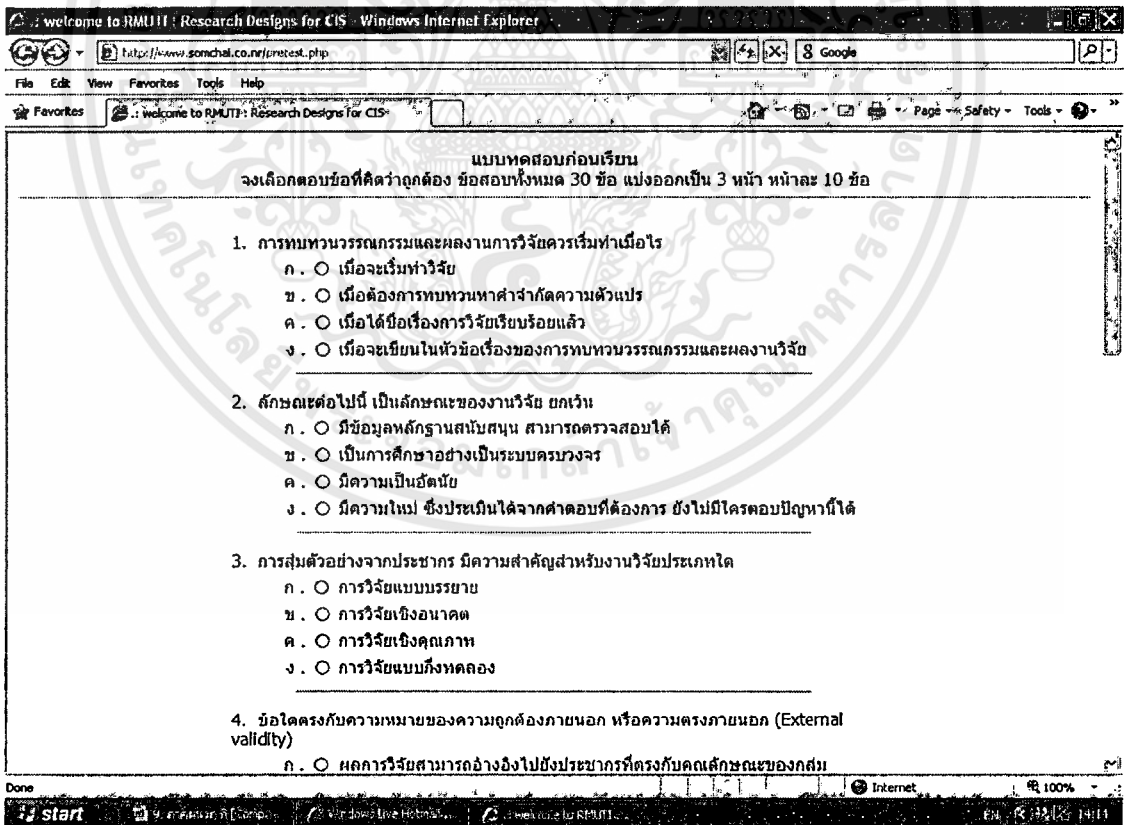 .: welcome to RMUTI : Research Designs for CIS - Windows Internet Explorer
http://www.somchai.co.nr/pretest.php
Google
File Edit View Favorites Tools Help
Favorites
.: welcome to RMUTI : Research Designs for CIS
Page Safety Tools
แบบทดสอบก่อนเรียน
จงเลือกตอบข้อที่คิดว่าถูกต้อง ข้อสอบทั้งหมด 30 ข้อ แบ่งออกเป็น 3 หน้า หน้าละ 10 ข้อ
1. การทบทวนวรรณกรรมและผลงานการวิจัยควรเริ่มทำเมื่อไร
ก . เมื่อจะเริ่มทำวิจัย
ข . เมื่อต้องการทบทวนหาคำจำกัดความตัวแปร
ค . เมื่อได้ชื่อเรื่องการวิจัยเรียบร้อยแล้ว
ง . เมื่อจะเขียนในหัวข้อเรื่องของการทบทวนวรรณกรรมและผลงานวิจัย
2. ลักษณะต่อไปนี้ เป็นลักษณะของงานวิจัย ยกเว้น
ก . มีข้อมูลหลักฐานสนับสนุน สามารถตรวจสอบได้
ข . เป็นการศึกษาอย่างเป็นระบบครบวงจร
ค . มีความเป็นอัตนัย
ง . มีความใหม่ ซึ่งประเมินได้จากคำตอบที่ต้องการ ยังไม่มีใครตอบปัญหานี้ได้
3. การสุ่มตัวอย่างจากประชากร มีความสำคัญสำหรับงานวิจัยประเภทใด
ก . การวิจัยแบบบรรยาย
ข . การวิจัยเชิงอนาคต
ค . การวิจัยเชิงคุณภาพ
ง . การวิจัยแบบกึ่งทดลอง
4. ข้อใดตรงกับความหมายของความถูกต้องภายนอก หรือความตรงภายนอก (External
validity)
ก . ผลการวิจัยสามารถอ้างอิงไปยังประชากรที่ตรงกับคุณลักษณะของกลุ่ม
Done
Internet
100%
start
Windows Live Hotmail...
.: welcome to RMUTI : ...
EN
14:11